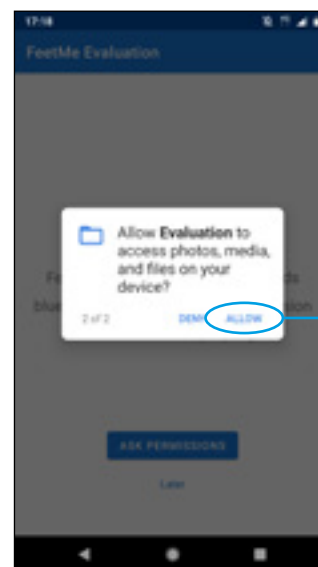 17:18
FeetMe Evaluation
Allow Evaluation to
access photos, media,
and files on your
device?
2 of 2
DENY
ALLOW
ASK PERMISSIONS
Later